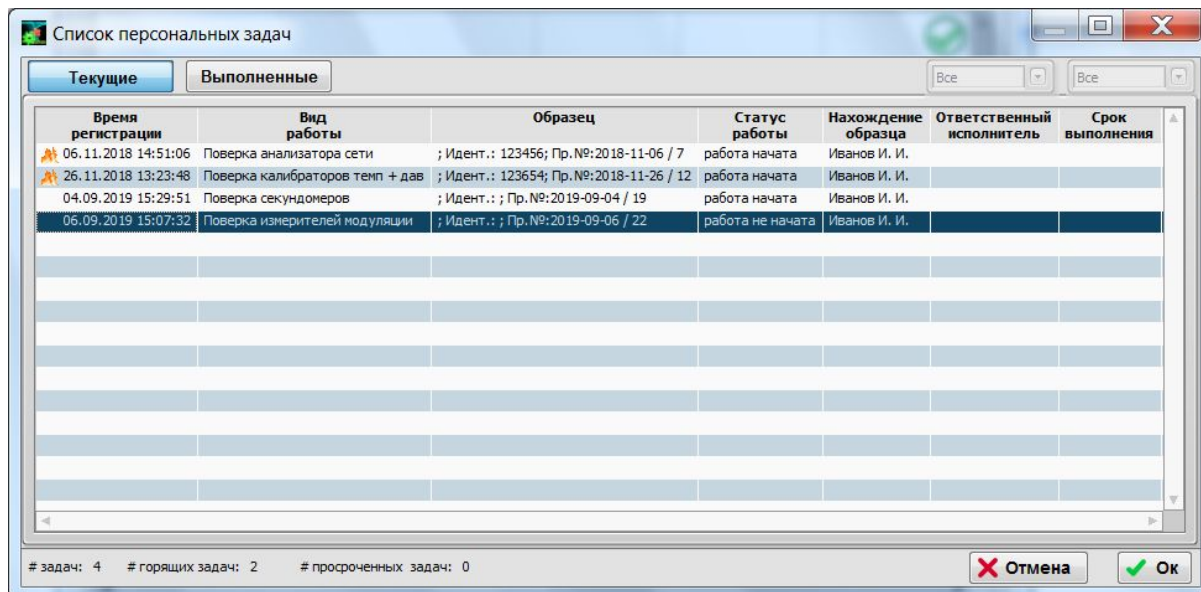 Список персональных задач
Текущие Выполненные Все Все
Время регистрации Вид работы Образец Статус работы Нахождение образца Ответственный исполнитель Срок выполнения
06.11.2018 14:51:06 Поверка анализатора сети ; Идент.: 123456; Пр.№:2018-11-06 / 7 работа начата Иванов И. И.
26.11.2018 13:23:48 Поверка калибраторов темп + дав ; Идент.: 123654; Пр.№:2018-11-26 / 12 работа начата Иванов И. И.
04.09.2019 15:29:51 Поверка секундомеров ; Идент.: ; Пр.№:2019-09-04 / 19 работа начата Иванов И. И.
06.09.2019 15:07:32 Поверка измерителей модуляции ; Идент.: ; Пр.№:2019-09-06 / 22 работа не начата Иванов И. И.
# задач: 4 # горящих задач: 2 # просроченных задач: 0 Отмена Ок